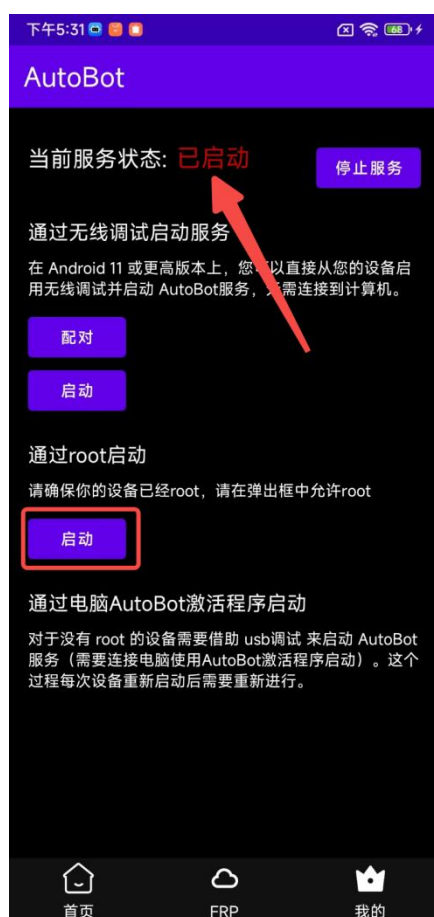 下午5:31
68
AutoBot
当前服务状态: 已启动
停止服务
通过无线调试启动服务
在 Android 11 或更高版本上，您可以直接从您的设备启
用无线调试并启动 AutoBot服务，无需连接到计算机。
配对
启动
通过root启动
请确保你的设备已经root，请在弹出框中允许root
启动
通过电脑AutoBot激活程序启动
对于没有 root 的设备需要借助 usb调试 来启动 AutoBot
服务（需要连接电脑使用AutoBot激活程序启动）。这个
过程每次设备重新启动后需要重新进行。
首页
FRP
我的